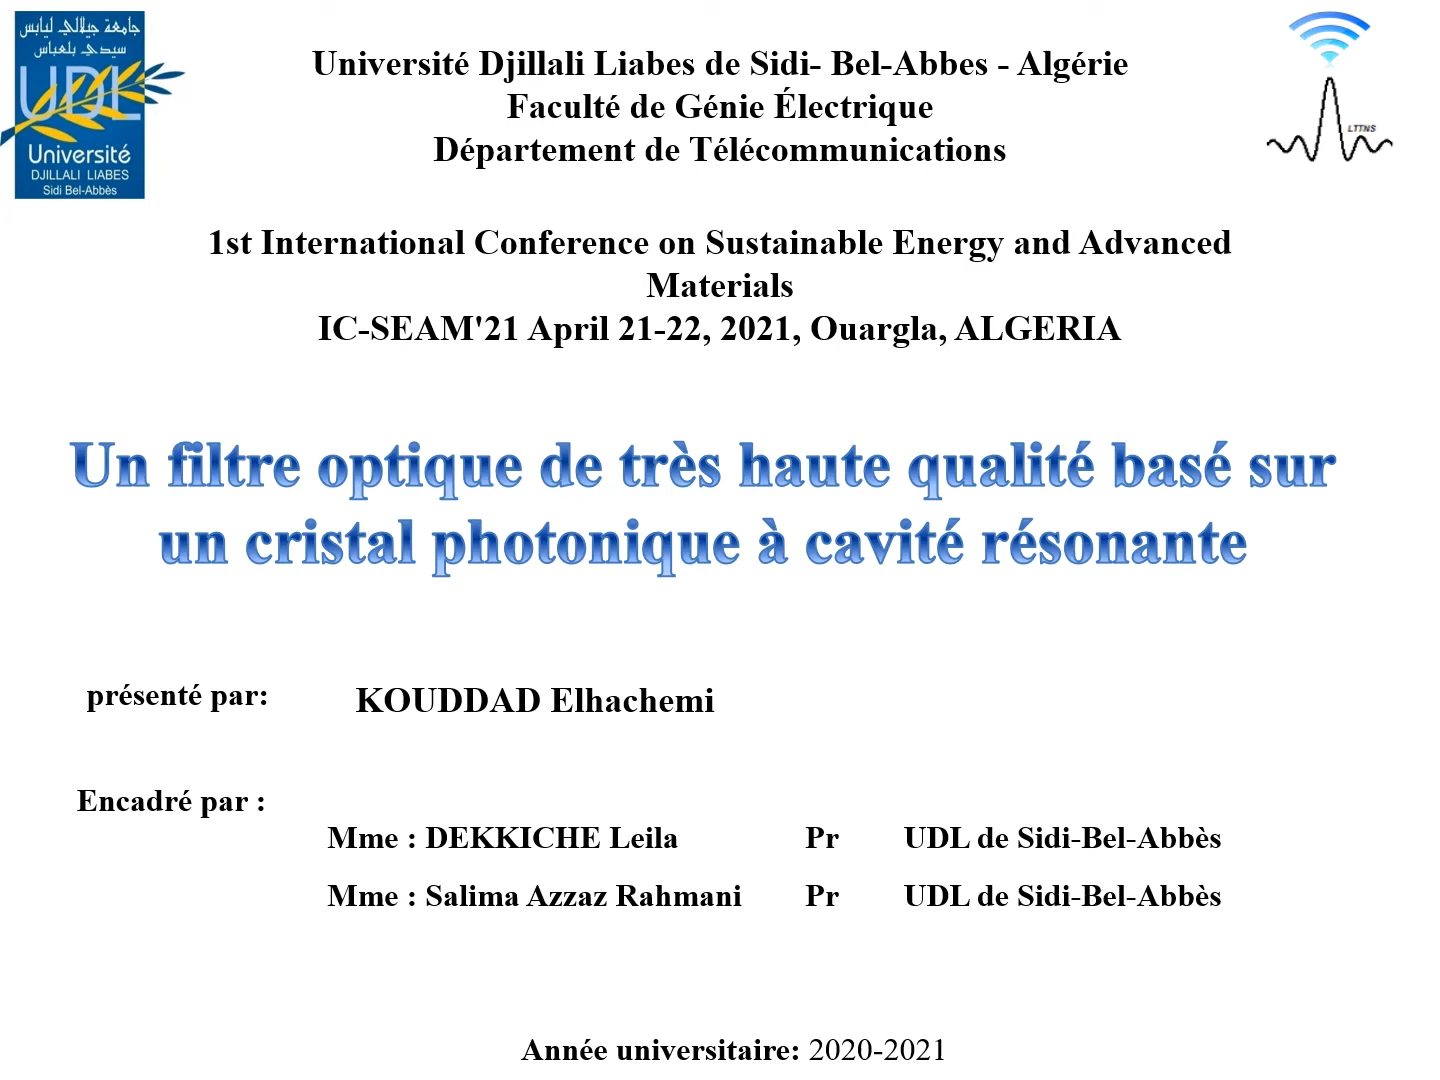 جامعة جيلالي ليابس
سيدي بلعباس
UDL
Université
DJILLALI LIABES
Sidi Bel-Abbès
LTTNS
Université Djillali Liabes de Sidi- Bel-Abbes - Algérie
Faculté de Génie Électrique
Département de Télécommunications
1st International Conference on Sustainable Energy and Advanced
Materials
IC-SEAM'21 April 21-22, 2021, Ouargla, ALGERIA
Un filtre optique de très haute qualité basé sur
un cristal photonique à cavité résonante
présenté par: KOUDDAD Elhachemi
Encadré par :
Mme : DEKKICHE Leila Pr UDL de Sidi-Bel-Abbès
Mme : Salima Azzaz Rahmani Pr UDL de Sidi-Bel-Abbès
Année universitaire: 2020-2021